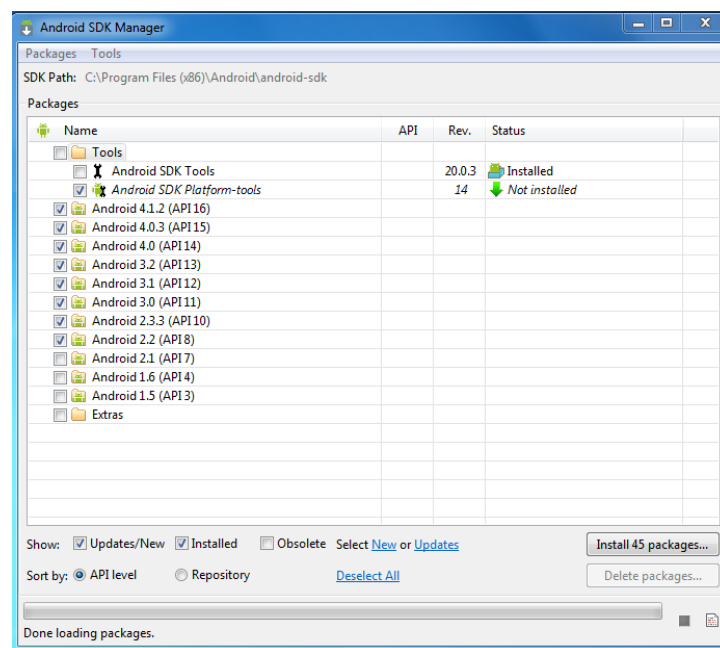 Android SDK Manager
Packages Tools
SDK Path: C:\Program Files (x86)\Android\android-sdk
Packages
Name API Rev. Status
Tools
Android SDK Tools 20.0.3 Installed
Android SDK Platform-tools 14 Not installed
Android 4.1.2 (API 16)
Android 4.0.3 (API 15)
Android 4.0 (API 14)
Android 3.2 (API 13)
Android 3.1 (API 12)
Android 3.0 (API 11)
Android 2.3.3 (API 10)
Android 2.2 (API 8)
Android 2.1 (API 7)
Android 1.6 (API 4)
Android 1.5 (API 3)
Extras
Show: Updates/New Installed Obsolete Select New or Updates Install 45 packages...
Sort by: API level Repository Deselect All Delete packages...
Done loading packages.